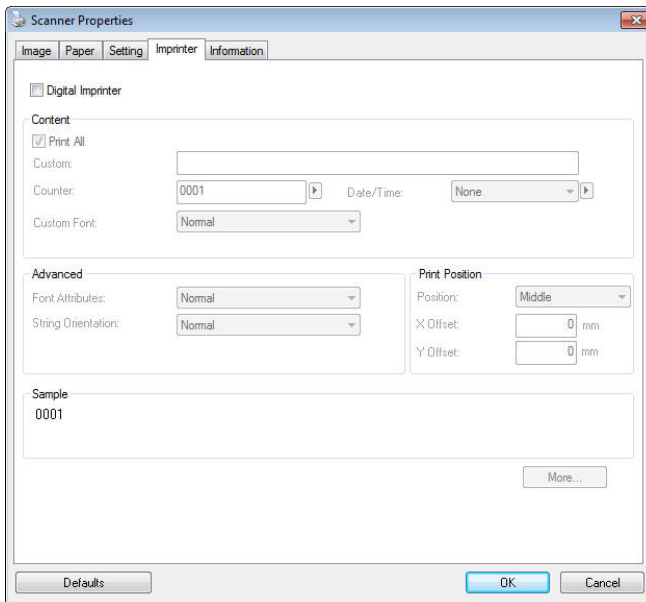 Scanner Properties
Image Paper Setting Imprinter Information
Digital Imprinter
Content
Print All
Custom:
Counter: 0001 Date/Time: None
Custom Font: Normal
Advanced
Font Attributes: Normal
String Orientation: Normal
Print Position
Position: Middle
X Offset: 0 mm
Y Offset: 0 mm
Sample
0001
More...
Defaults OK Cancel